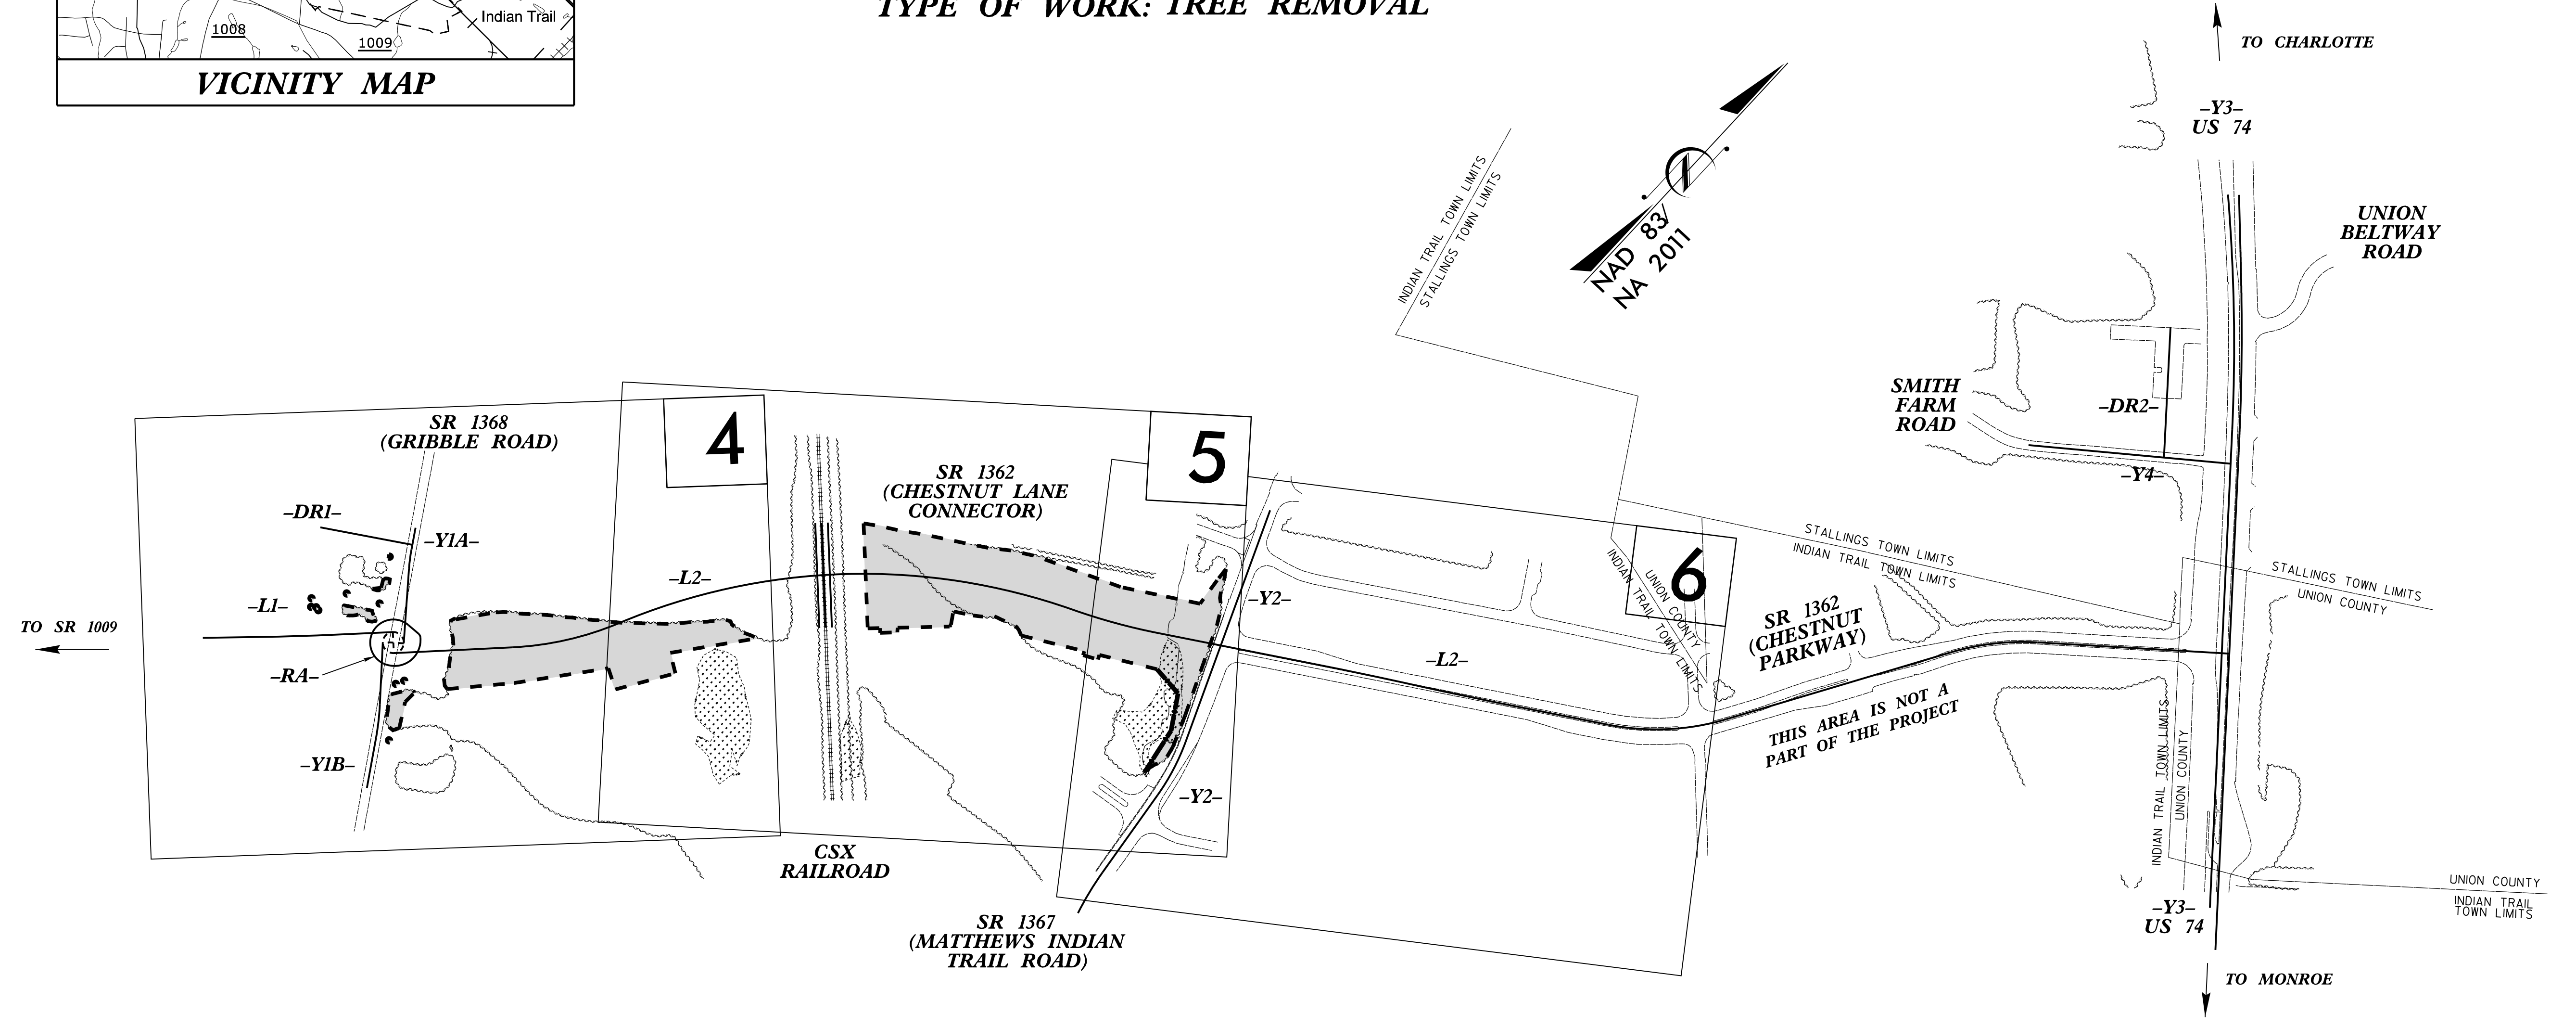 TYPE OF WORK: TREE REMOVAL
Indian Trail
1008
1009
VICINITY MAP
TO CHARLOTTE
–Y3–
US 74
UNION
BELTWAY
ROAD
INDIAN TRAIL TOWN LIMITS
STALLINGS TOWN LIMITS
NAD 83/
NA 2011
SMITH
FARM
ROAD
–DR2–
–Y4–
SR 1368
(GRIBBLE ROAD)
4
5
6
SR 1362
(CHESTNUT LANE
CONNECTOR)
–DR1–
–Y1A–
–L1–
–L2–
TO SR 1009
–RA–
–Y1B–
–Y2–
–Y2–
–L2–
INDIAN TRAIL TOWN LIMITS
UNION COUNTY
STALLINGS TOWN LIMITS
INDIAN TRAIL TOWN LIMITS
STALLINGS TOWN LIMITS
UNION COUNTY
SR 1362
(CHESTNUT
PARKWAY)
THIS AREA IS NOT A
PART OF THE PROJECT
INDIAN TRAIL TOWN LIMITS
UNION COUNTY
CSX
RAILROAD
SR 1367
(MATTHEWS INDIAN
TRAIL ROAD)
UNION COUNTY
INDIAN TRAIL
TOWN LIMITS
–Y3–
US 74
TO MONROE